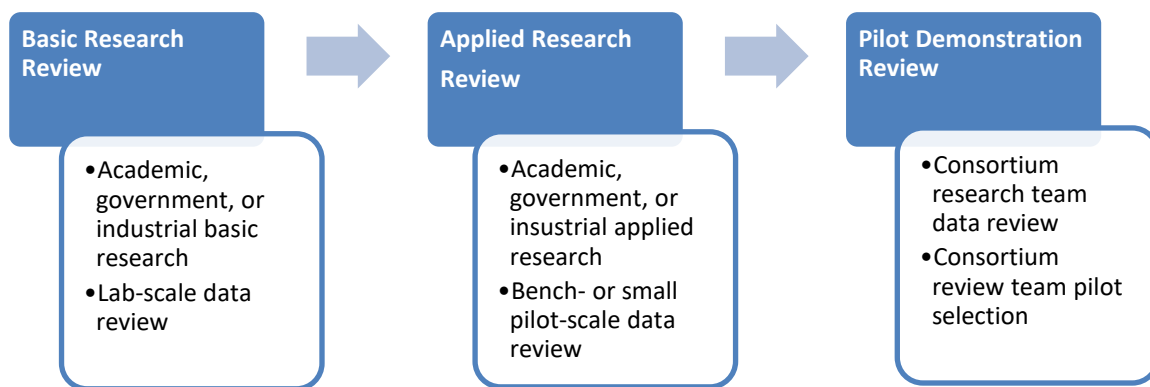 Basic Research
Review
•Academic,
government, or
industrial basic
research
•Lab-scale data
review
Applied Research
Review
•Academic,
government, or
insustrial applied
research
•Bench- or small
pilot-scale data
review
Pilot Demonstration
Review
•Consortium
research team
data review
•Consortium
review team pilot
selection